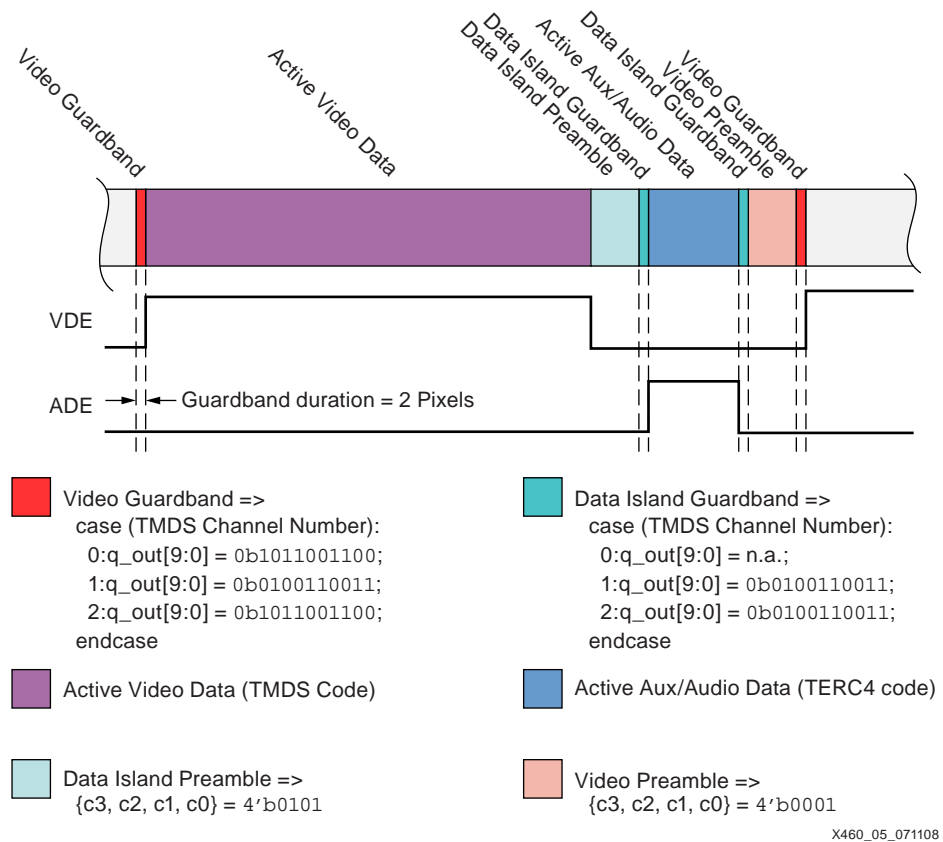 Video Guardband
Active Video Data
Data Island Preamble
Data Island Guardband
Active Aux/Audio Data
Data Island Guardband
Video Preamble
Video Guardband
VDE
ADE
Guardband duration = 2 Pixels
Video Guardband =>
case (TMDS Channel Number):
0:q_out[9:0] = 0b1011001100;
1:q_out[9:0] = 0b0100110011;
2:q_out[9:0] = 0b1011001100;
endcase
Data Island Guardband =>
case (TMDS Channel Number):
0:q_out[9:0] = n.a.;
1:q_out[9:0] = 0b0100110011;
2:q_out[9:0] = 0b0100110011;
endcase
Active Video Data (TMDS Code)
Active Aux/Audio Data (TERC4 code)
Data Island Preamble =>
{c3, c2, c1, c0} = 4'b0101
Video Preamble =>
{c3, c2, c1, c0} = 4'b0001
X460_05_071108